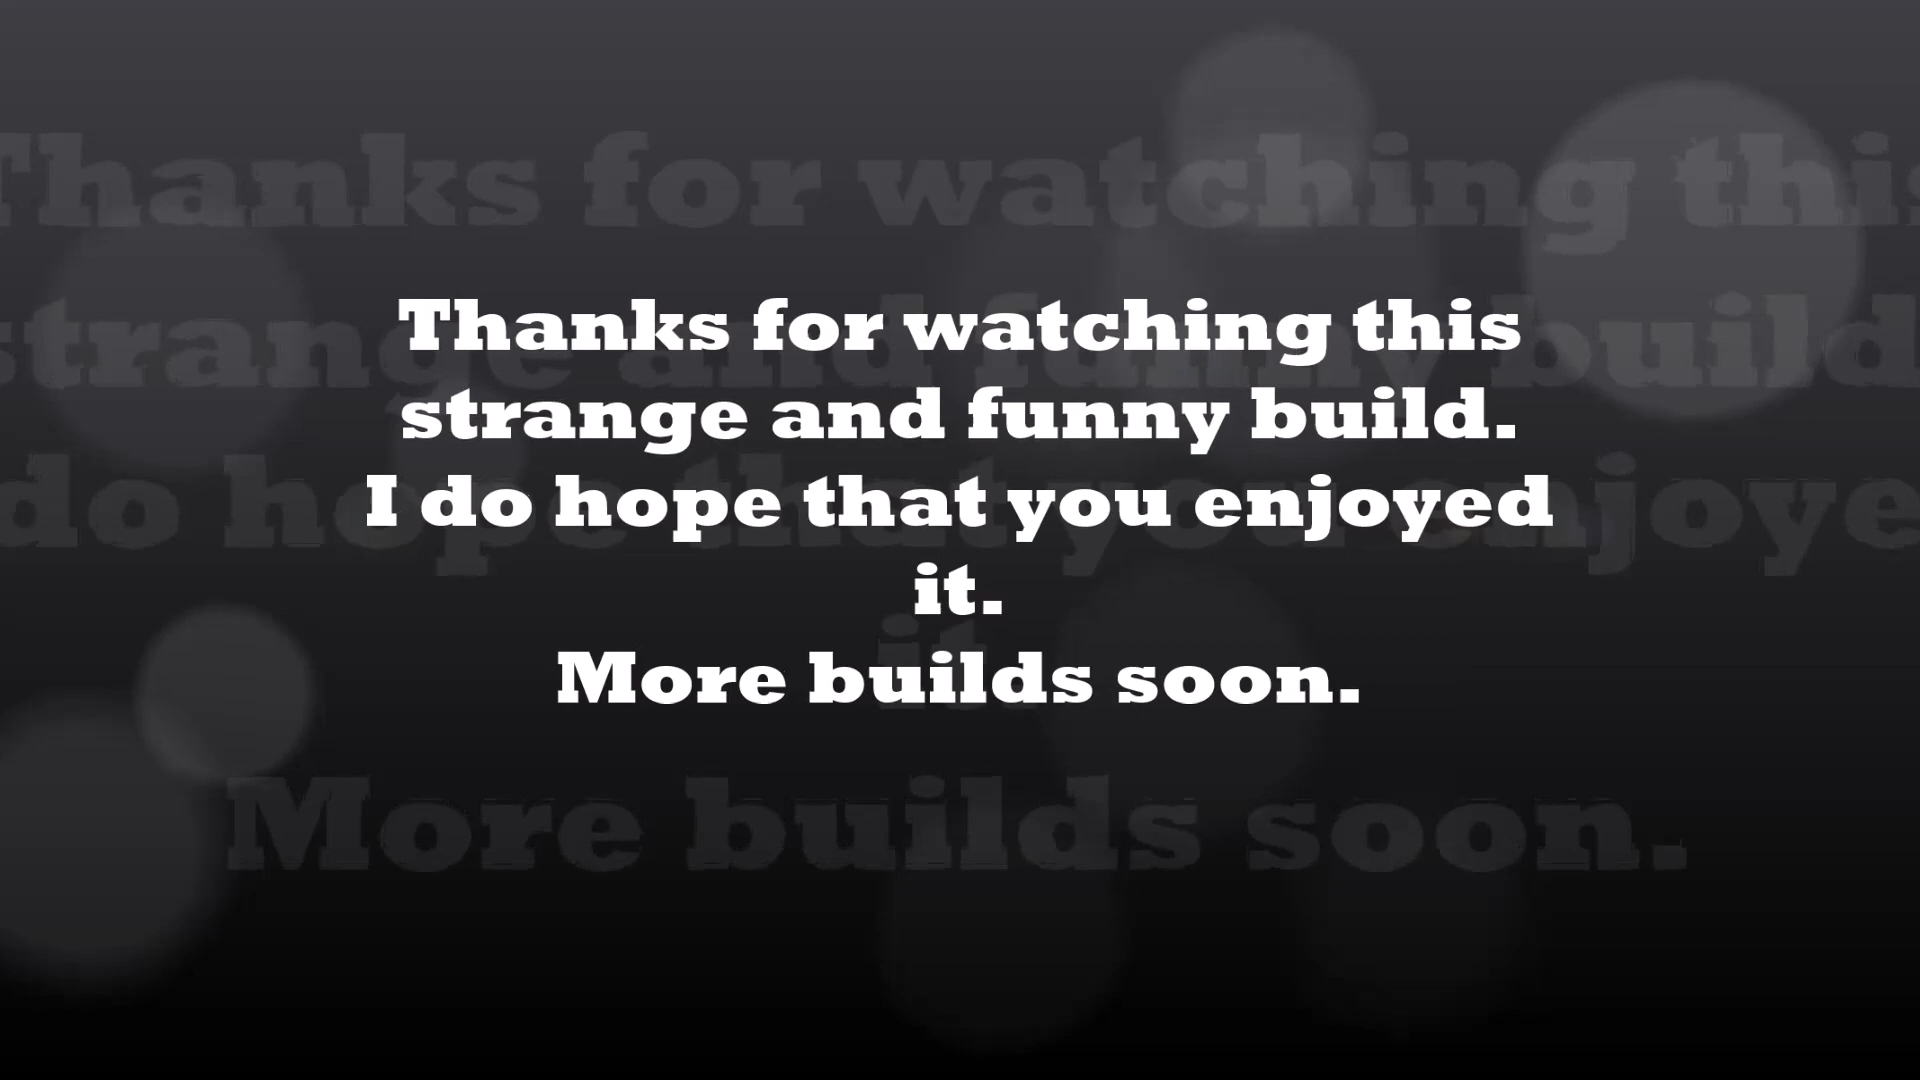 Thanks for watching this
strange and funny build.
I do hope that you enjoyed
it.
More builds soon.